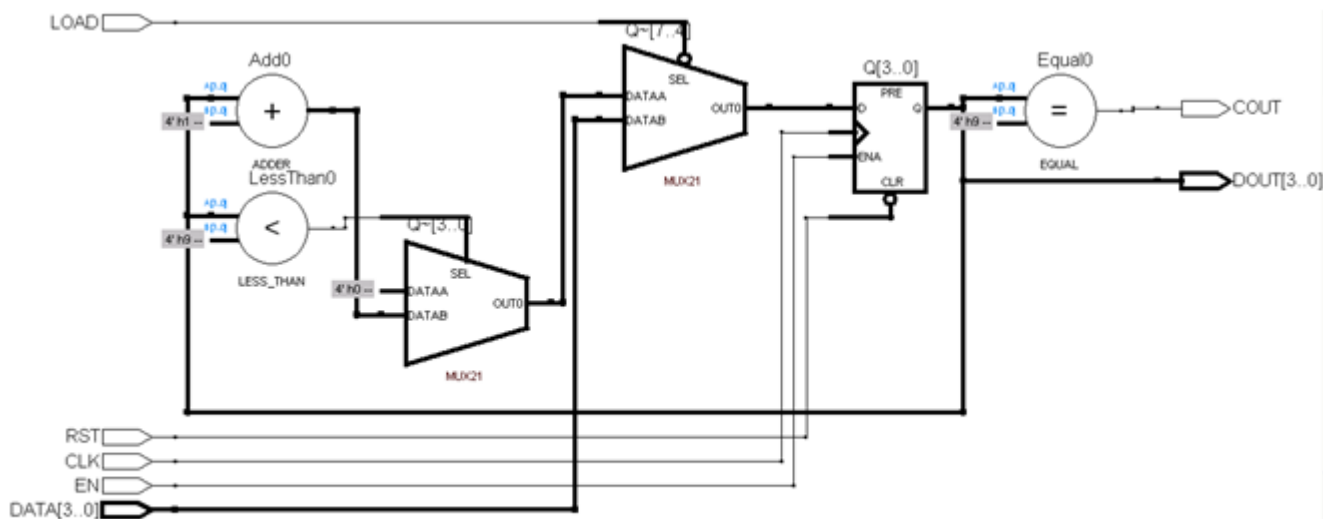 LOAD
Q~[7..4]
SEL
DATAA
DATAB
OUT0
MUX21
Q[3..0]
PRE
D
Q
ENA
CLR
Equal0
4' h9 --
=
EQUAL
COUT
DOUT[3..0]
Add0
4' h1 --
+
ADDER
LessThan0
4' h9 --
<
LESS_THAN
Q~[3..0]
SEL
4' h0 --
DATAA
DATAB
OUT0
MUX21
RST
CLK
EN
DATA[3..0]